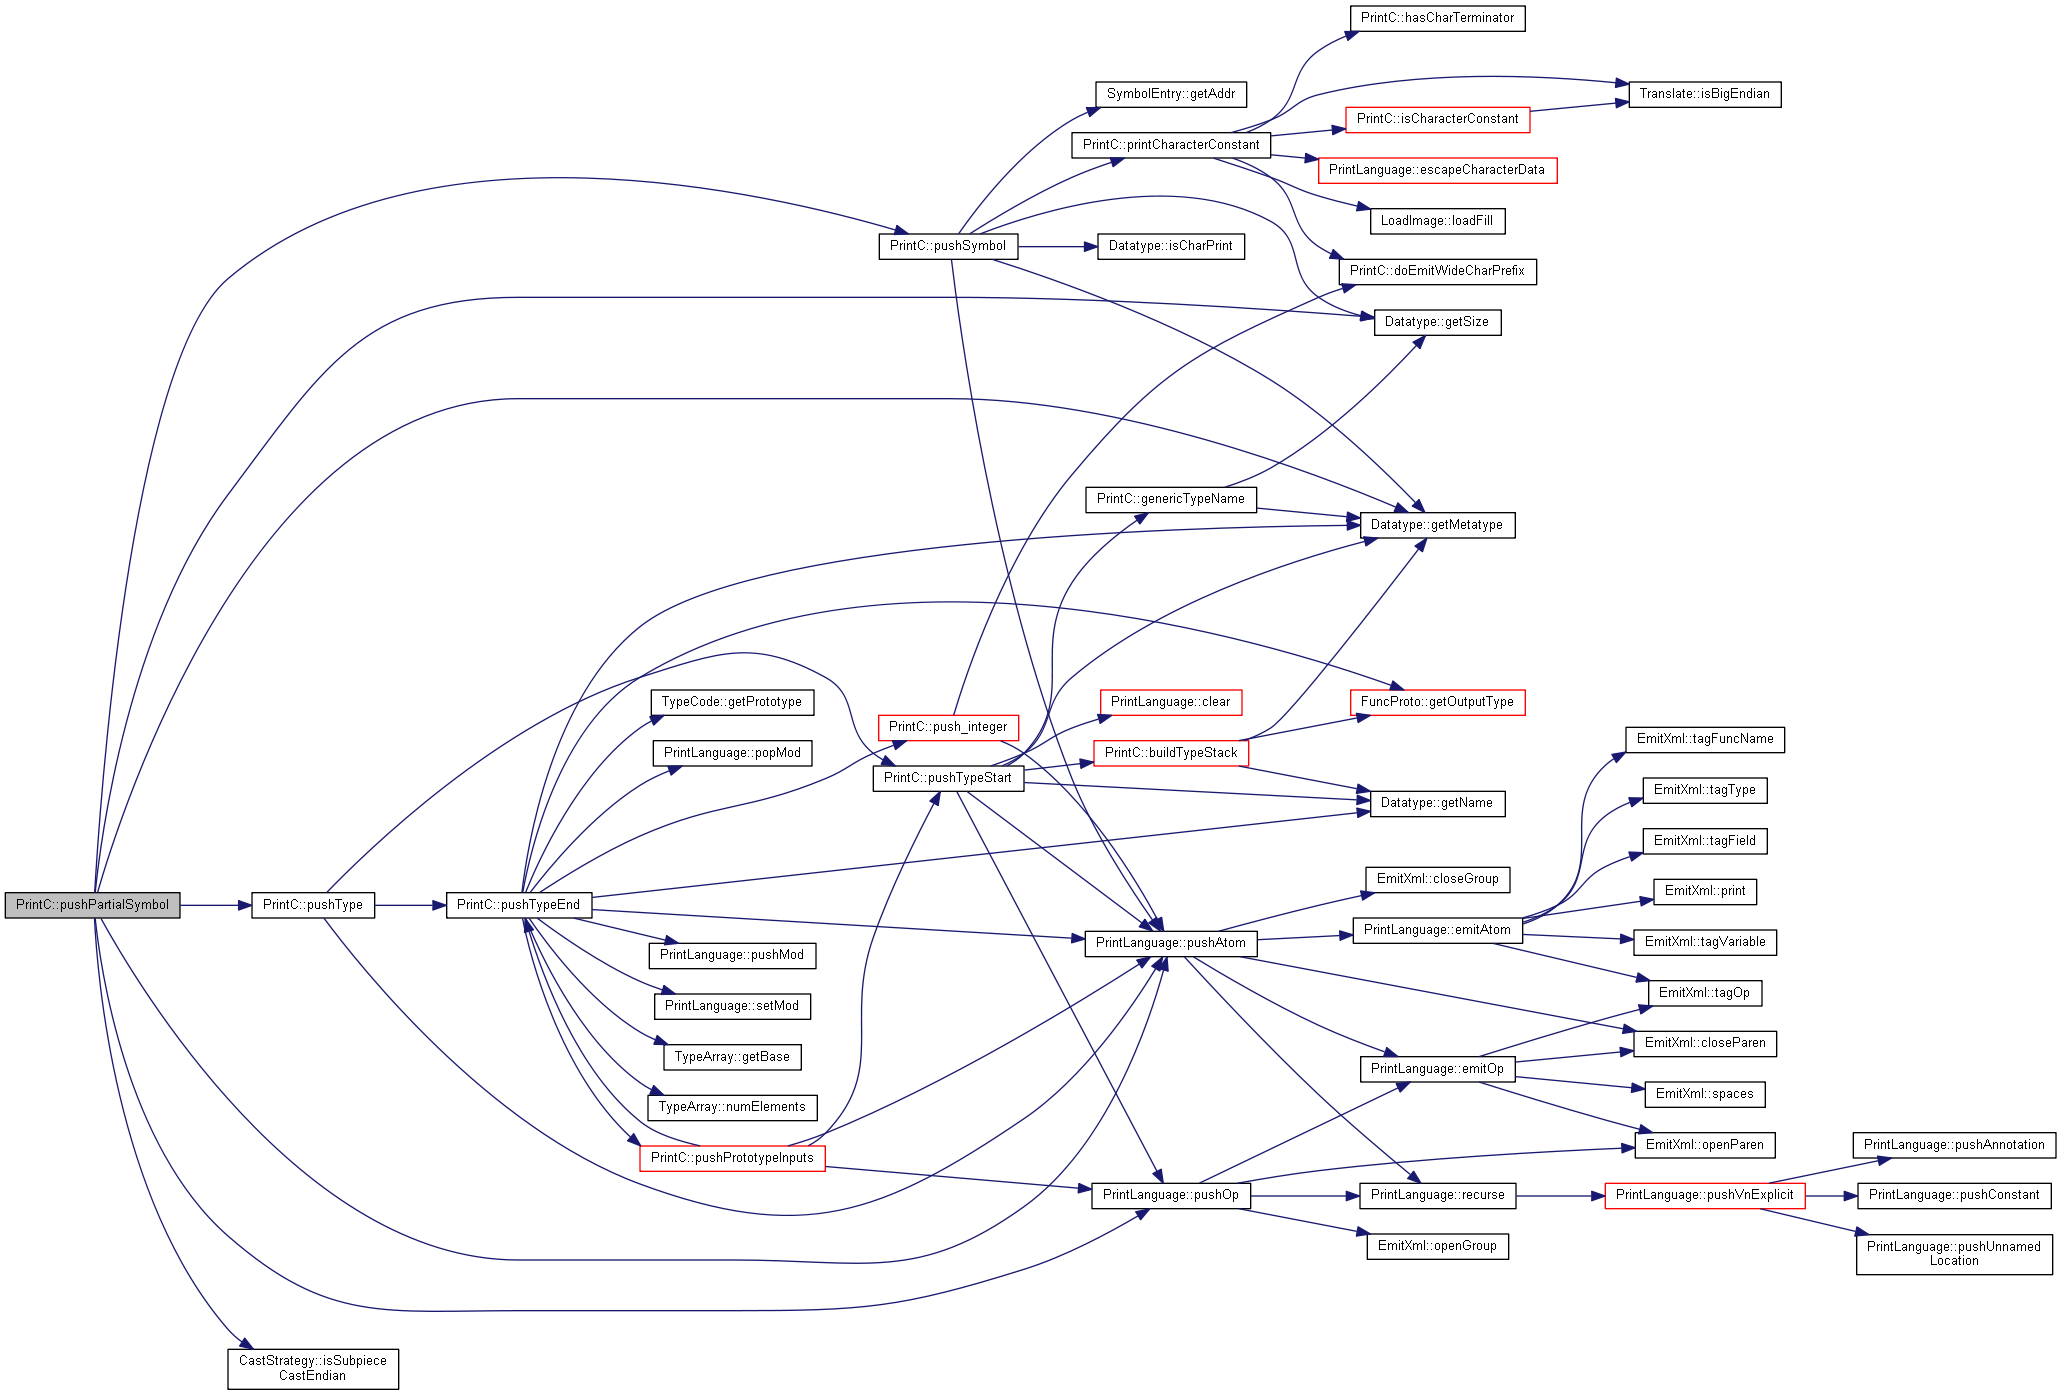 PrintC::hasCharTerminator
SymbolEntry::getAddr
Translate::isBigEndian
PrintC::isCharacterConstant
PrintC::printCharacterConstant
PrintLanguage::escapeCharacterData
LoadImage::loadFill
PrintC::pushSymbol
Datatype::isCharPrint
PrintC::doEmitWideCharPrefix
Datatype::getSize
PrintC::genericTypeName
Datatype::getMetatype
TypeCode::getPrototype
PrintLanguage::clear
FuncProto::getOutputType
PrintC::push_integer
EmitXml::tagFuncName
PrintLanguage::popMod
PrintC::buildTypeStack
PrintC::pushTypeStart
EmitXml::tagType
Datatype::getName
EmitXml::tagField
EmitXml::closeGroup
EmitXml::print
PrintC::pushPartialSymbol
PrintC::pushType
PrintC::pushTypeEnd
PrintLanguage::emitAtom
PrintLanguage::pushAtom
EmitXml::tagVariable
PrintLanguage::pushMod
EmitXml::tagOp
PrintLanguage::setMod
EmitXml::closeParen
TypeArray::getBase
PrintLanguage::emitOp
EmitXml::spaces
TypeArray::numElements
EmitXml::openParen
PrintLanguage::pushAnnotation
PrintC::pushPrototypeInputs
PrintLanguage::pushOp
PrintLanguage::recurse
PrintLanguage::pushVnExplicit
PrintLanguage::pushConstant
EmitXml::openGroup
PrintLanguage::pushUnnamed
Location
CastStrategy::isSubpiece
CastEndian